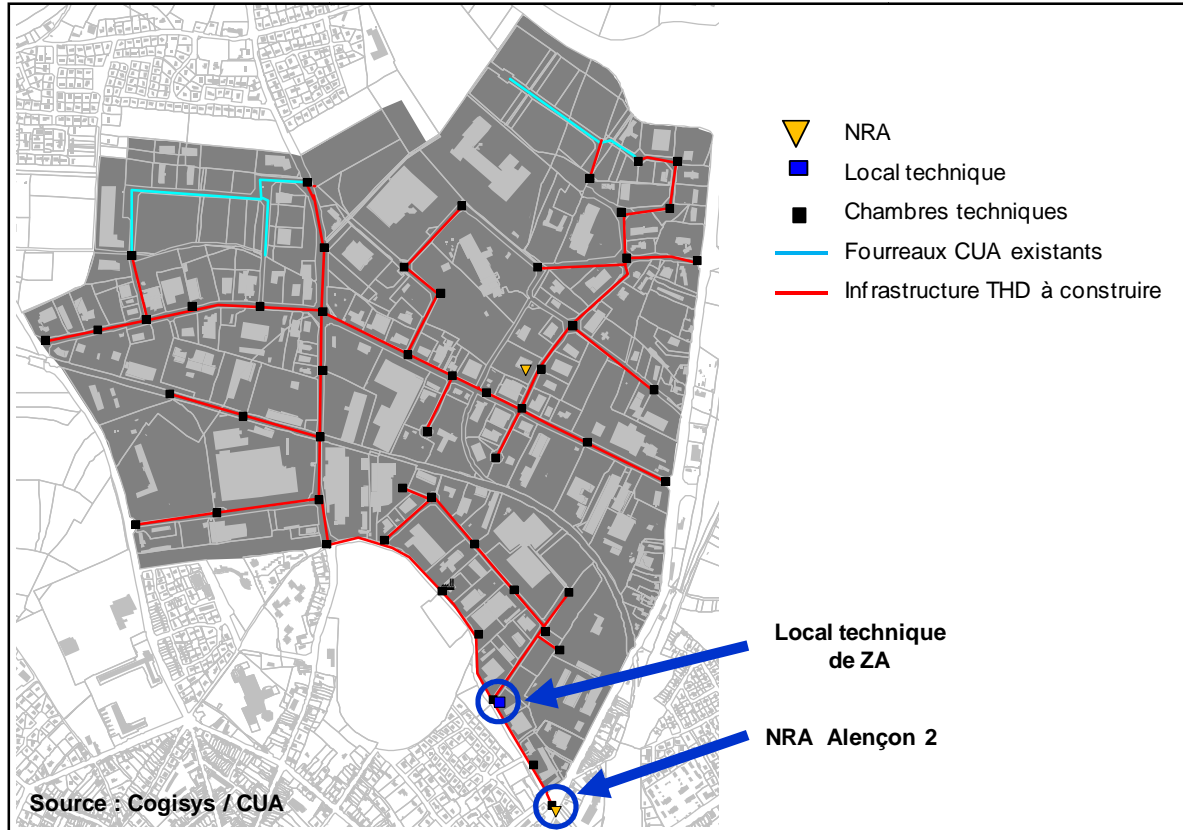 NRA
Local technique
Chambres techniques
Fourreaux CUA existants
Infrastructure THD à construire
Local technique
de ZA
NRA Alençon 2
Source : Cogisys / CUA